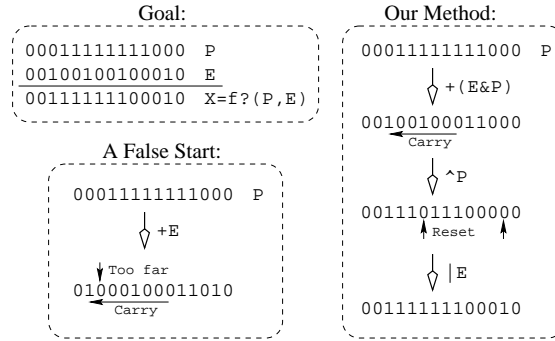 Goal:
00011111111000 P
00100100100010 E
00111111100010 X=f?(P,E)
A False Start:
00011111111000 P
+E
Too far
01000100011010
Carry
Our Method:
00011111111000 P
+(E&P)
00100100011000
Carry
^P
00111011100000
Reset
|E
00111111100010